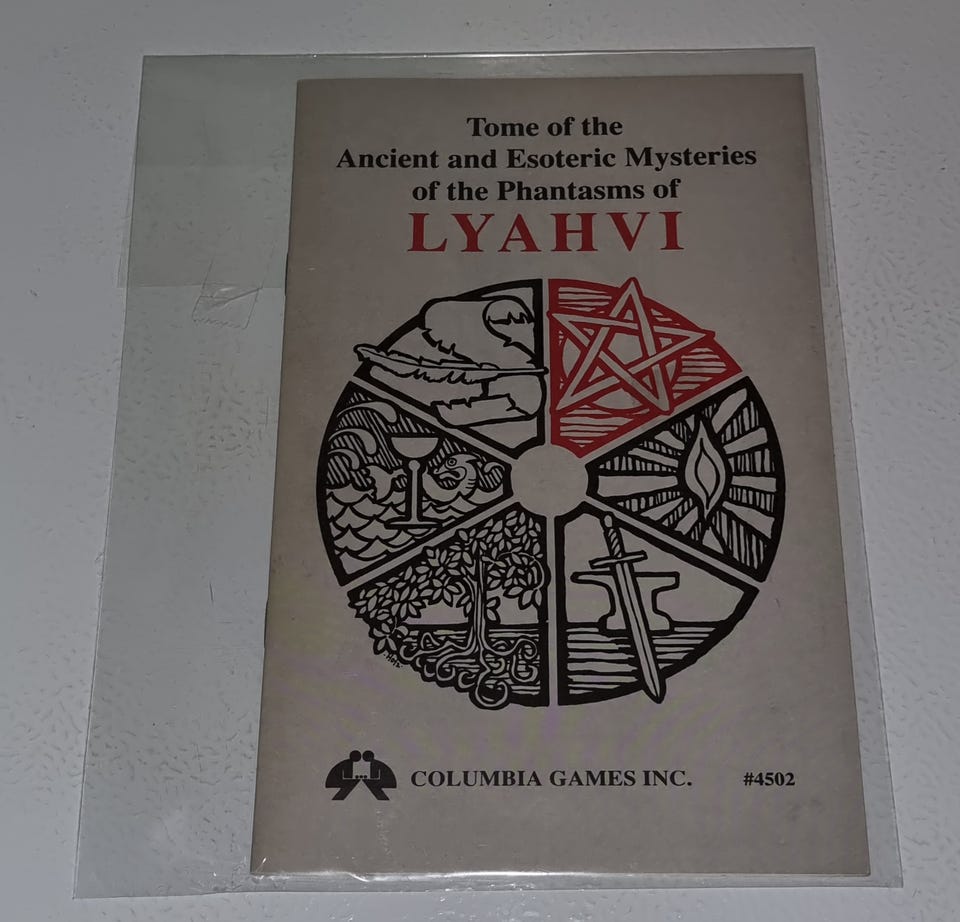 Tome of the
Ancient and Esoteric Mysteries
of the Phantasms of
LYAHVI
COLUMBIA GAMES INC. #4502